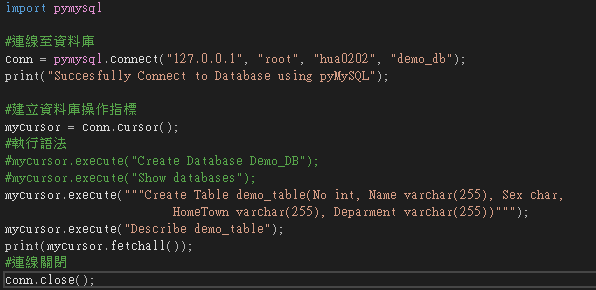 import pymysql
#連線至資料庫
conn = pymysql.connect("127.0.0.1", "root", "hua0202", "demo_db");
print("Succesfully Connect to Database using pyMySQL");
#建立資料庫操作指標
mycursor = conn.cursor();
#執行語法
#mycursor.execute("Create Database Demo_DB");
#mycursor.execute("Show databases");
mycursor.execute("""Create Table demo_table(No int, Name varchar(255), Sex char,
HomeTown varchar(255), Deparment varchar(255))""");
mycursor.execute("Describe demo_table");
print(mycursor.fetchall());
#連線關閉
conn.close();